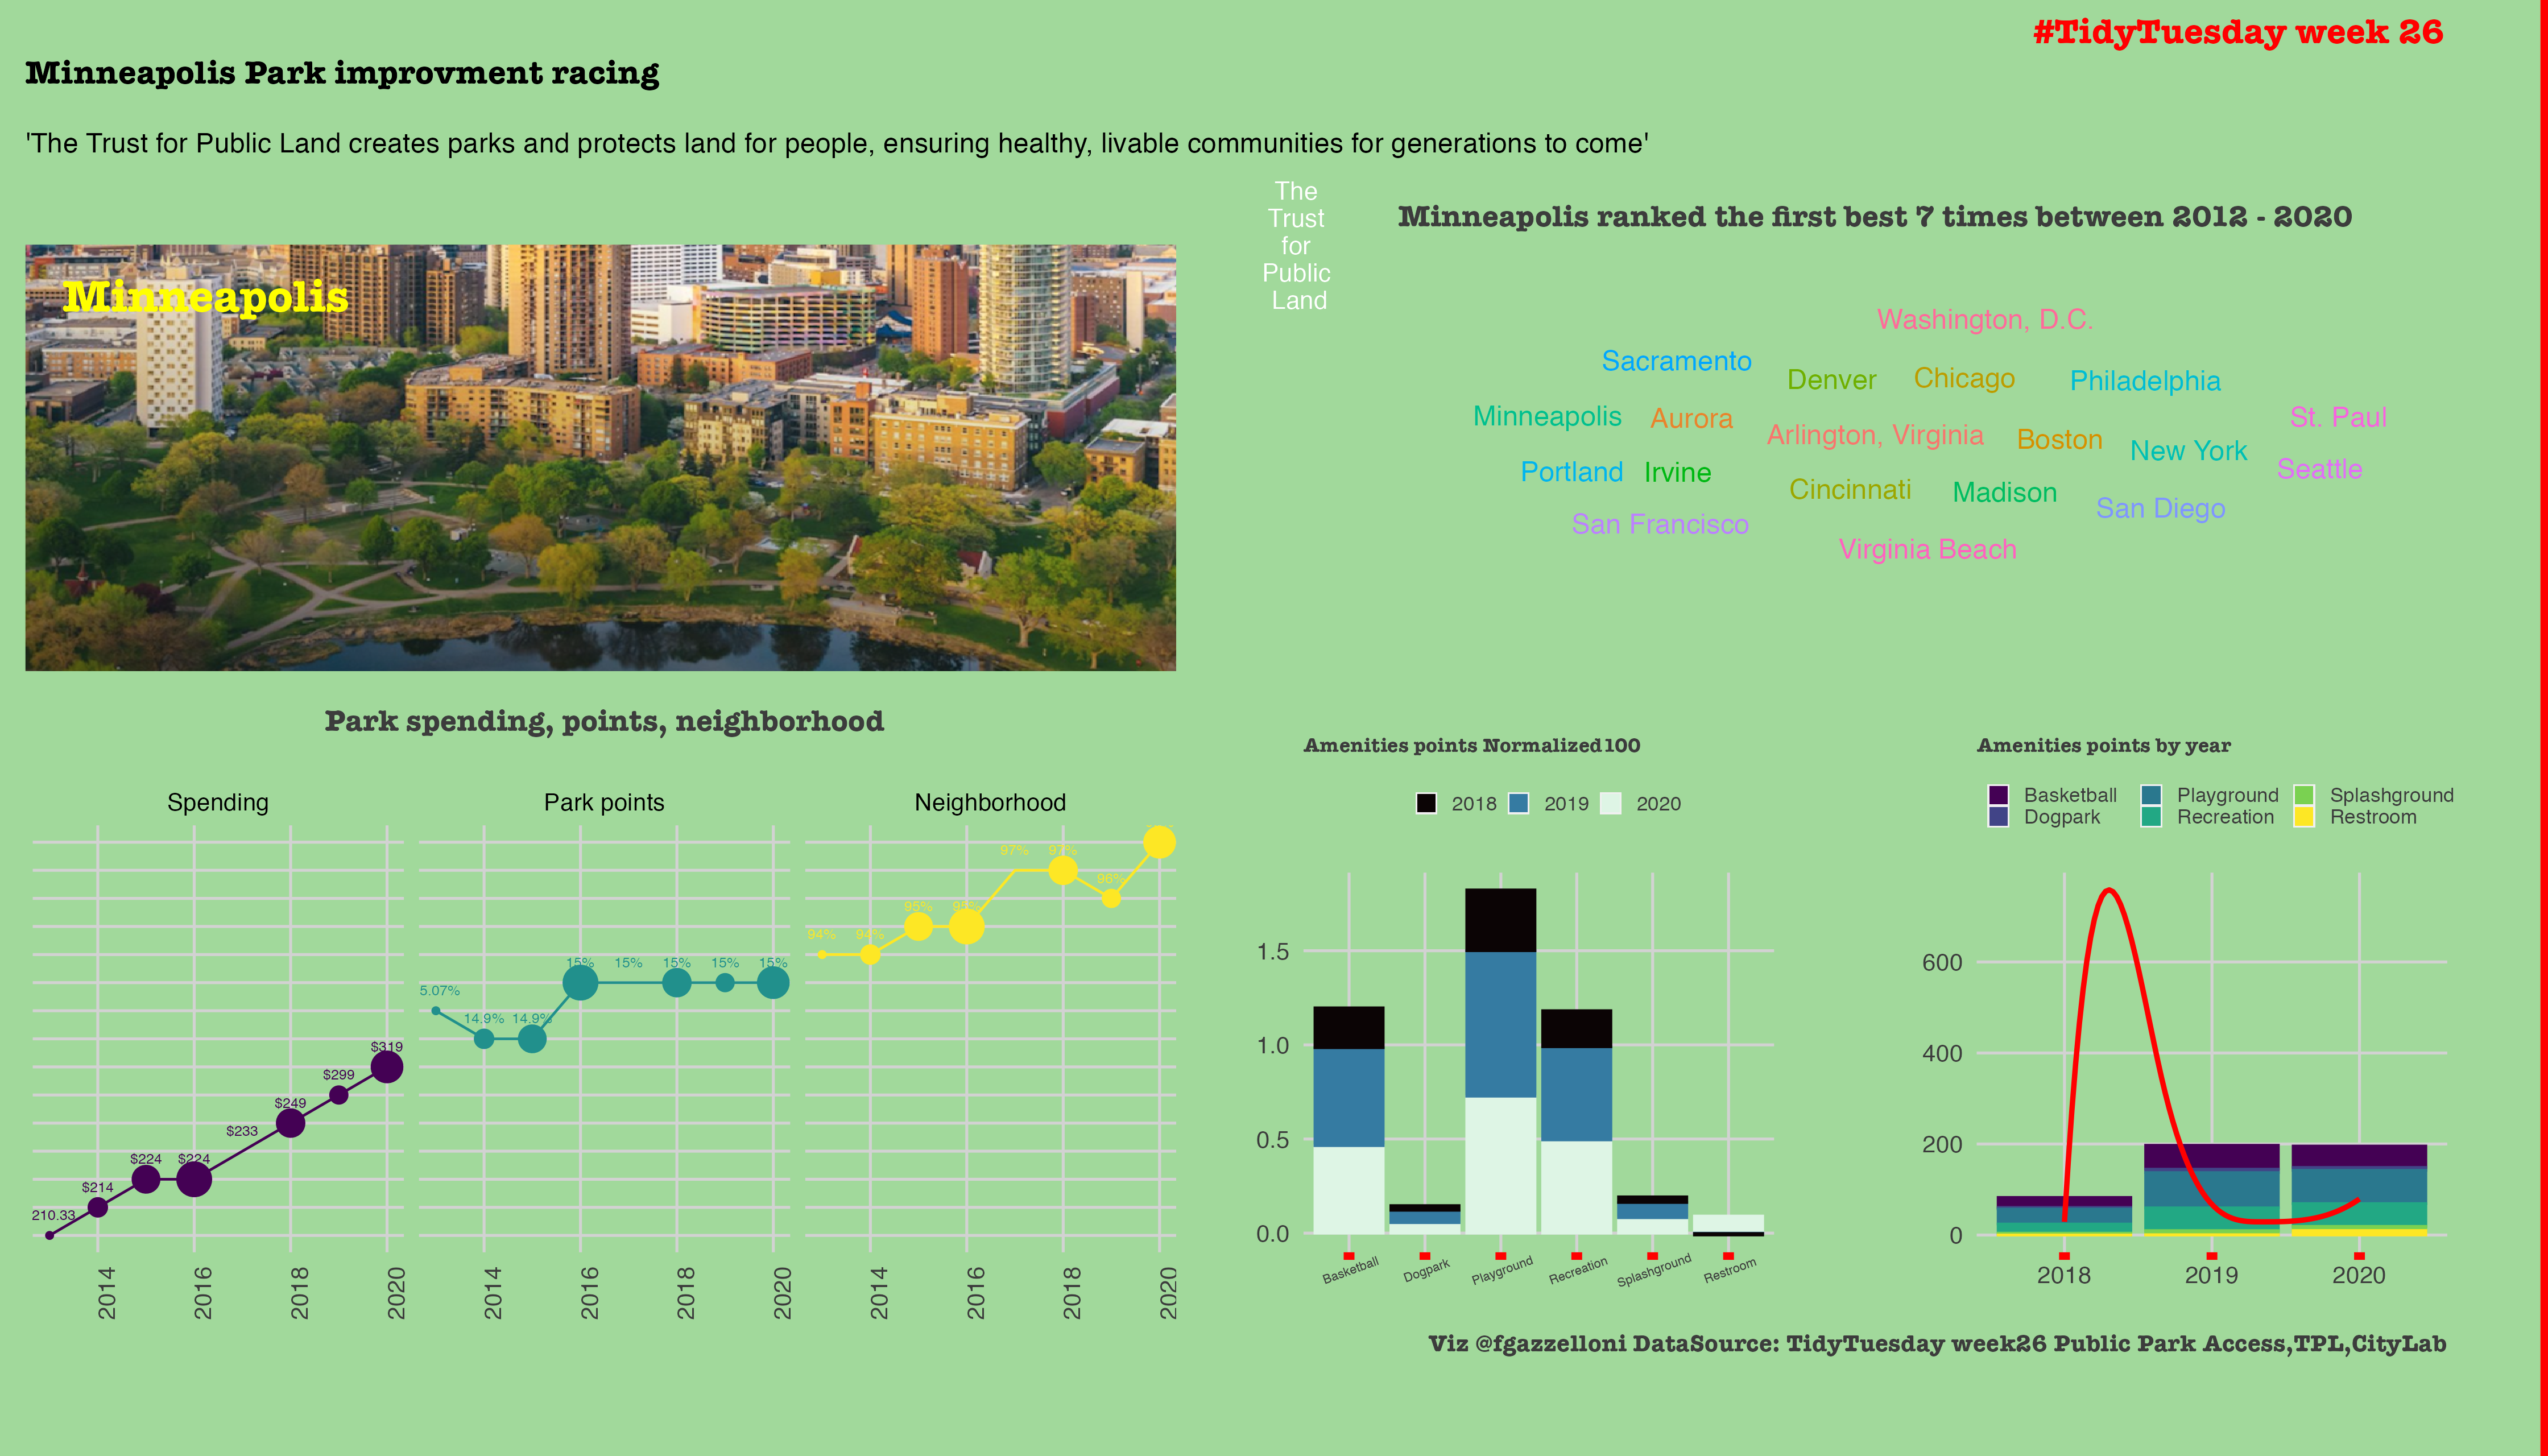 #TidyTuesday week 26
Minneapolis Park improvment racing
'The Trust for Public Land creates parks and protects land for people, ensuring healthy, livable communities for generations to come'
The
Trust
for
Public
Land
Minneapolis ranked the first best 7 times between 2012 - 2020
Minneapolis
Washington, D.C.
Sacramento
Denver
Chicago
Philadelphia
Minneapolis
Aurora
Arlington, Virginia
Boston
New York
St. Paul
Portland
Irvine
Cincinnati
Madison
San Diego
Seattle
San Francisco
Virginia Beach
Park spending, points, neighborhood
Spending
210.33
$214
$224
$224
$233
$249
$299
$319
2014
2016
2018
2020
Park points
5.07%
14.9%
14.9%
15%
15%
15%
15%
15%
2014
2016
2018
2020
Neighborhood
94%
94%
95%
95%
97%
97%
96%
2014
2016
2018
2020
Amenities points Normalized100
2018 2019 2020
1.5
1.0
0.5
0.0
Basketball
Dogpark
Playground
Recreation
Splashground
Restroom
Amenities points by year
Basketball Playground Splashground
Dogpark Recreation Restroom
600
400
200
0
2018 2019 2020
Viz @fgazzelloni DataSource: TidyTuesday week26 Public Park Access,TPL,CityLab